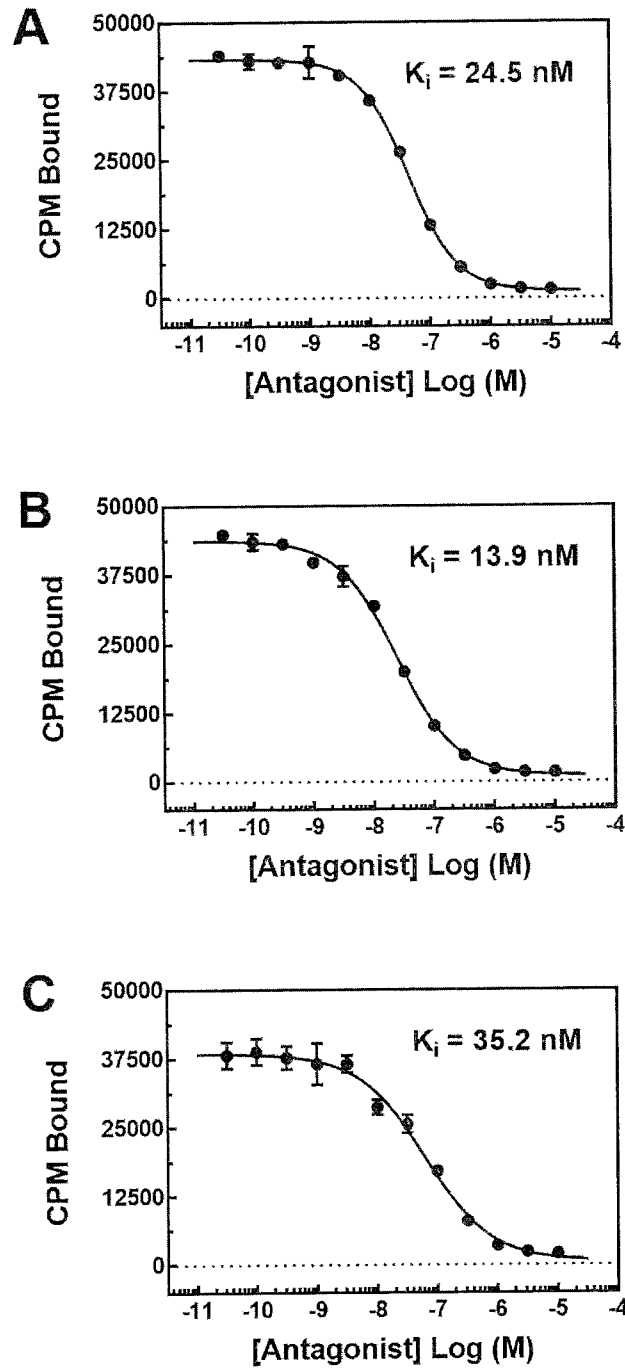 A
50000
37500
25000
12500
0
CPM Bound
Ki = 24.5 nM
-11 -10 -9 -8 -7 -6 -5 -4
[Antagonist] Log (M)
B
50000
37500
25000
12500
0
CPM Bound
Ki = 13.9 nM
-11 -10 -9 -8 -7 -6 -5 -4
[Antagonist] Log (M)
C
50000
37500
25000
12500
0
CPM Bound
Ki = 35.2 nM
-11 -10 -9 -8 -7 -6 -5 -4
[Antagonist] Log (M)